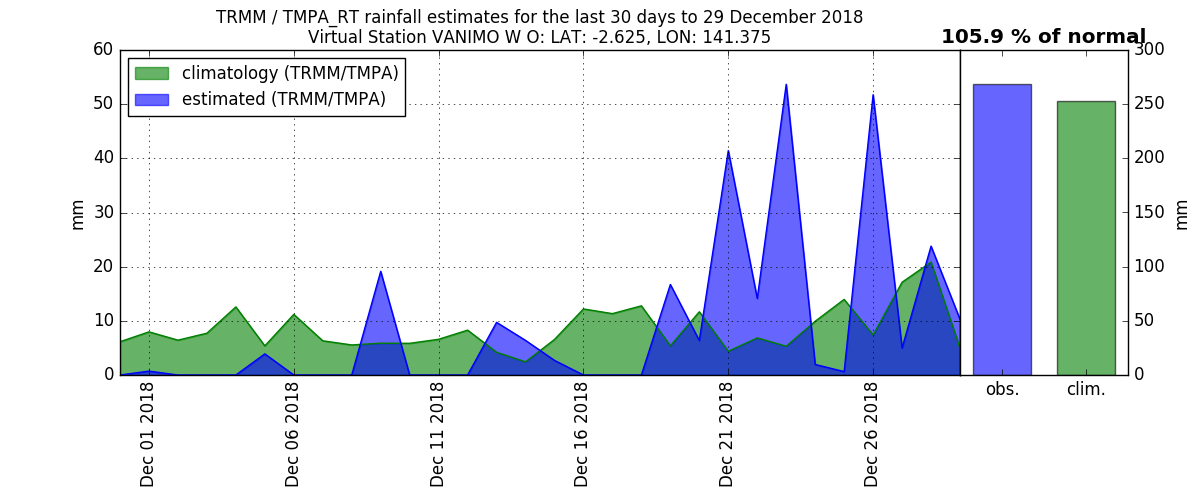 TRMM / TMPA_RT rainfall estimates for the last 30 days to 29 December 2018
Virtual Station VANIMO W O: LAT: -2.625, LON: 141.375
105.9 % of normal
climatology (TRMM/TMPA)
estimated (TRMM/TMPA)
60
50
40
30
20
10
0
mm
300
250
200
150
100
50
0
mm
obs.
clim.
Dec 01 2018
Dec 06 2018
Dec 11 2018
Dec 16 2018
Dec 21 2018
Dec 26 2018